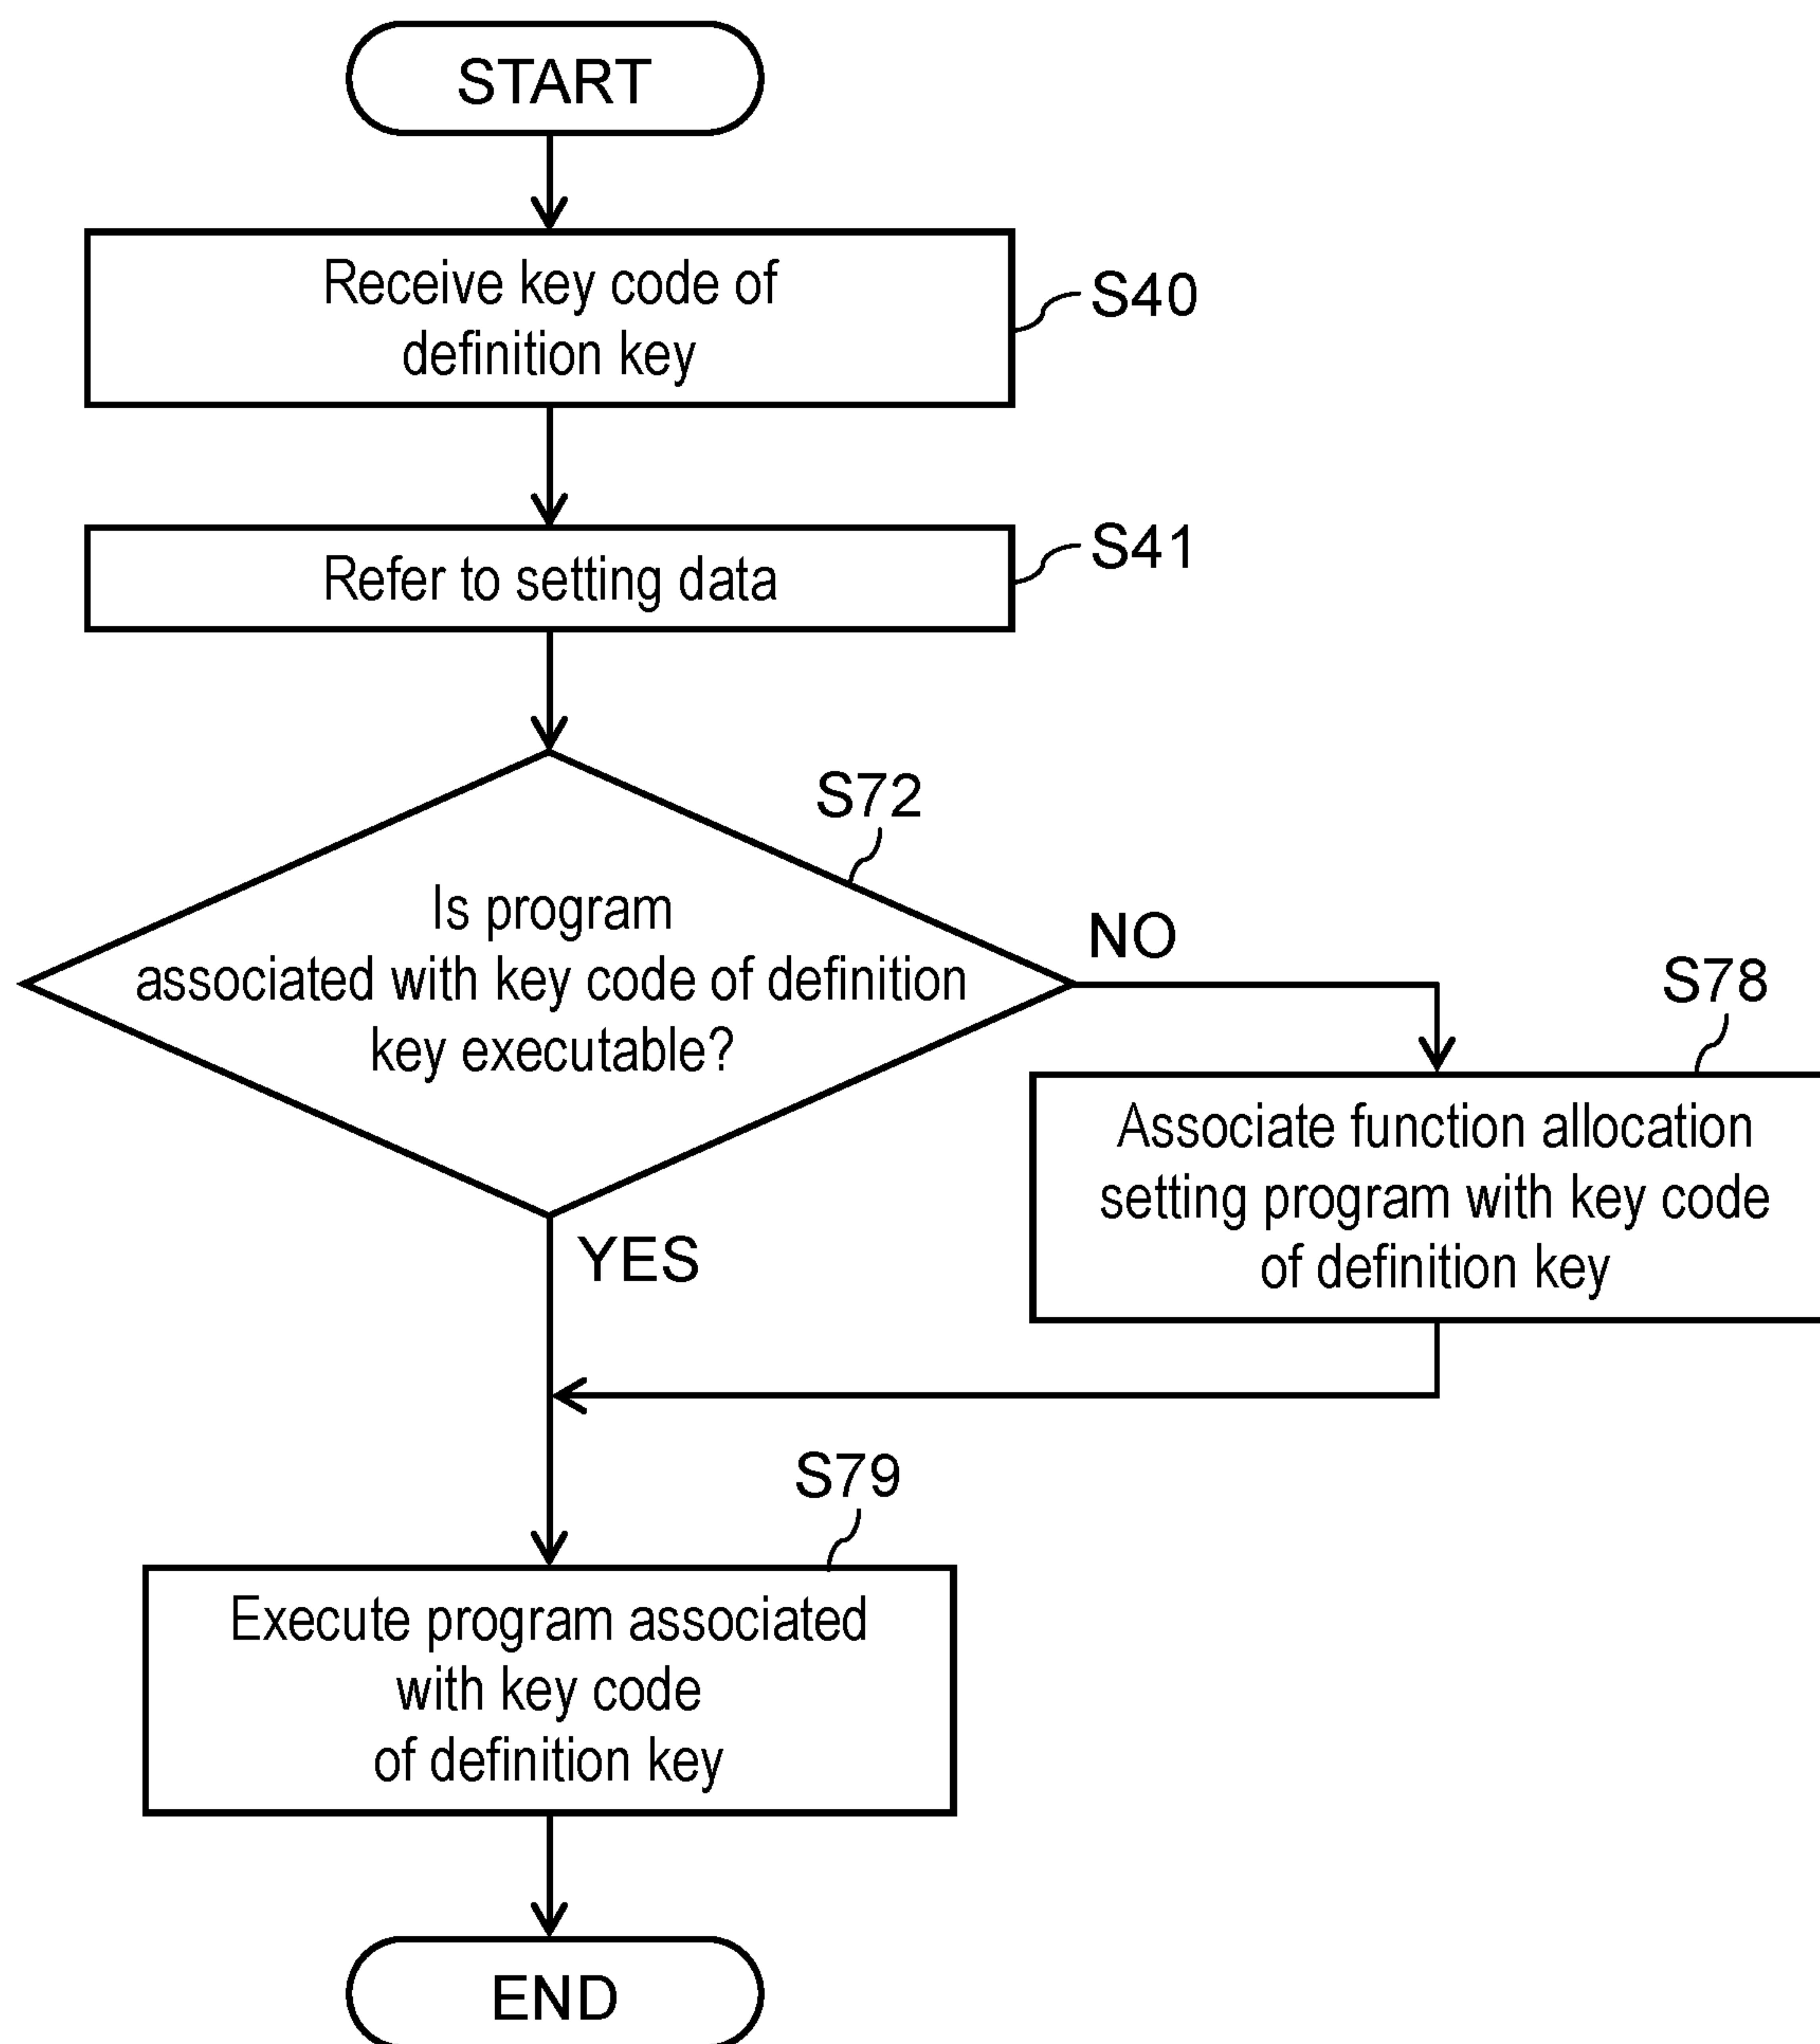 START
Receive key code of
definition key
S40
Refer to setting data
S41
S72
Is program
associated with key code of definition
key executable?
NO
YES
S78
Associate function allocation
setting program with key code
of definition key
S79
Execute program associated
with key code
of definition key
END